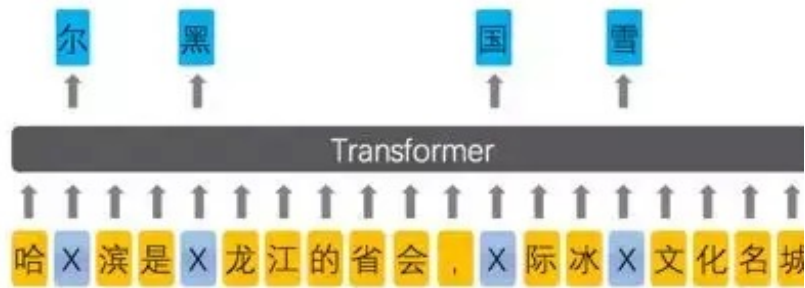 尔 黑 国 雪
Transformer
哈 X 滨 是 X 龙 江 的 省 会 , X 际 冰 X 文 化 名 城